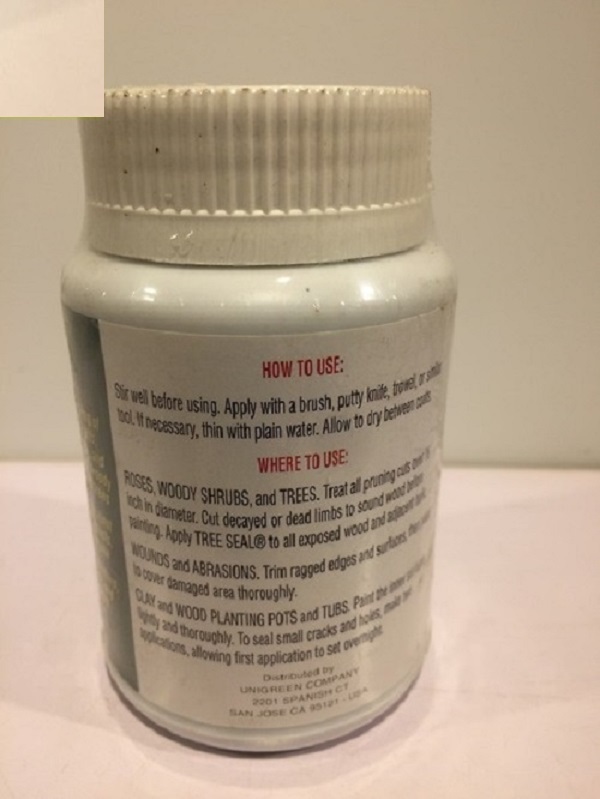 HOW TO USE:
Stir well before using. Apply with a brush, putty knife, trowel, or similar
tool. If necessary, thin with plain water. Allow to dry between coats.
WHERE TO USE:
ROSES, WOODY SHRUBS, and TREES. Treat all pruning cuts over
inch in diameter. Cut decayed or dead limbs to sound wood before
painting. Apply TREE SEAL® to all exposed wood and adjacent bark.
WOUNDS and ABRASIONS. Trim ragged edges and surfaces, then
to cover damaged area thoroughly.
CLAY and WOOD PLANTING POTS and TUBS. Paint the inner
lightly and thoroughly. To seal small cracks and holes, make two
applications, allowing first application to set overnight.
Distributed by
UNIGREEN COMPANY
2201 SPANISH CT
SAN JOSE CA 95121 - USA